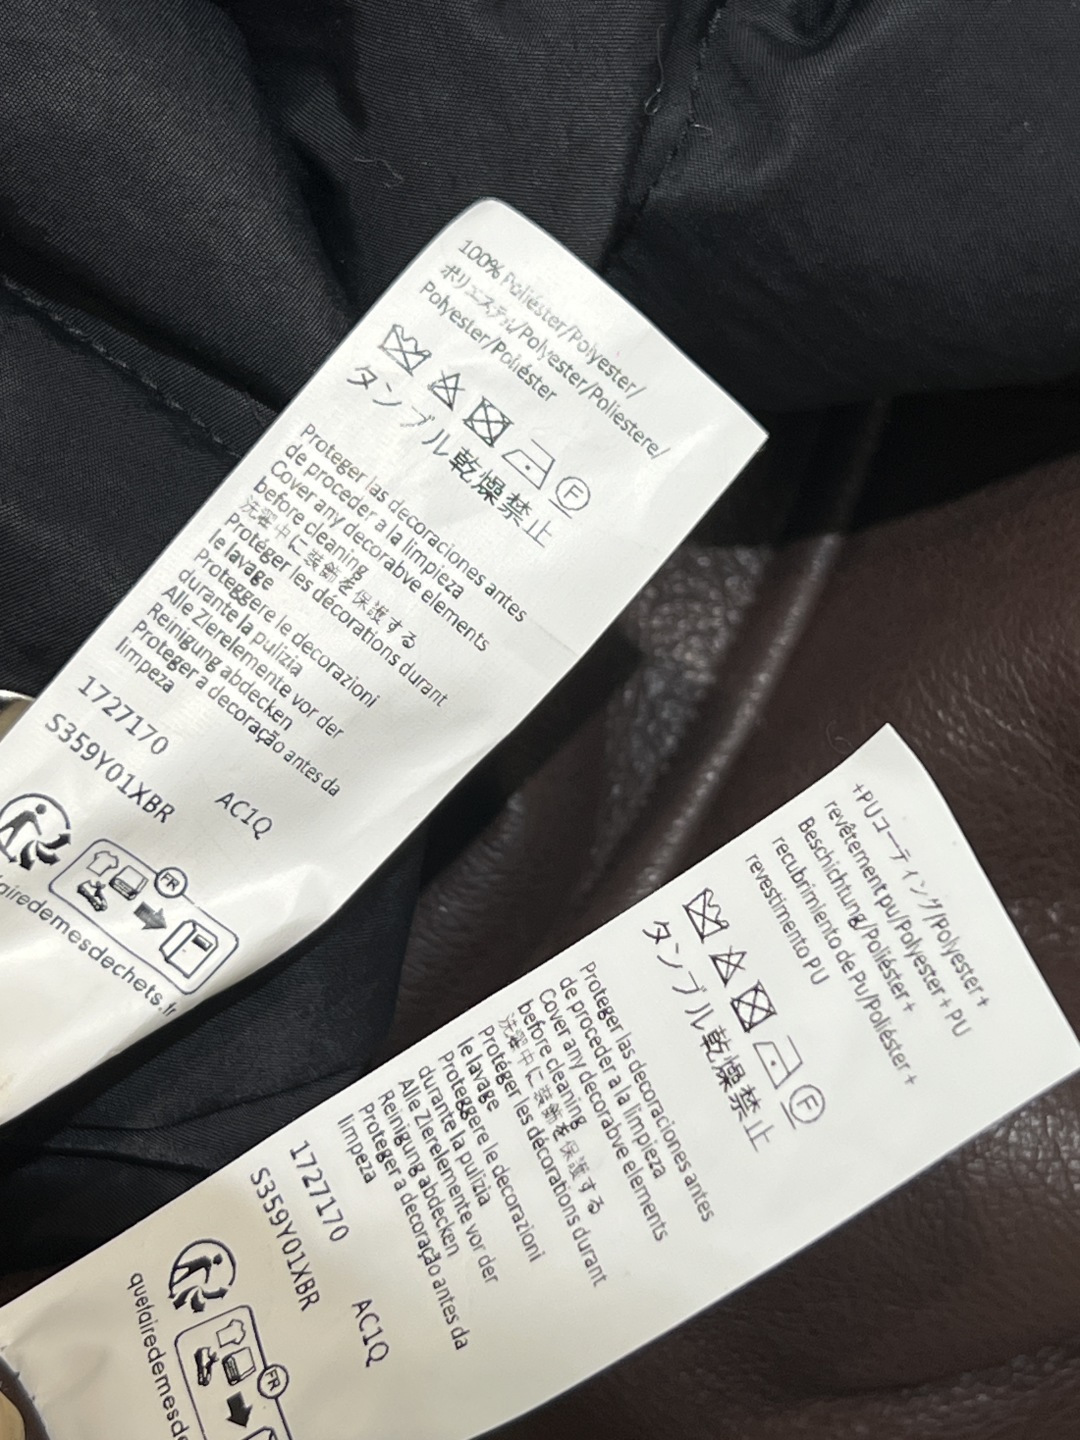 100% Poliéster/Polyester/
ポリエステル/Polyester/Poliestere/
Polyester/Poliéster
F
タンブル乾燥禁止
Proteger las decoraciones antes
de proceder a la limpieza
Cover any decorabve elements
before cleaning
洗濯中に装飾を保護する
Protéger les décorations durant
le lavage
Proteggere le decorazioni
durante la pulizia
Alle Zierelemente vor der
Reinigung abdecken
Proteger a decoração antes da
limpeza
1727170
S359Y01XBR
AC1Q
FR
lairedemesdechets.fr
+PUコーティング/Polyester +
revêtement pu/Polyester + PU
Beschichtung/Poliéster +
recubrimiento de Pu/Poliéster +
revestimento PU
F
タンブル乾燥禁止
Proteger las decoraciones antes
de proceder a la limpieza
Cover any decorabve elements
before cleaning
洗濯中に装飾を保護する
Protéger les décorations durant
le lavage
Proteggere le decorazioni
durante la pulizia
Alle Zierelemente vor der
Reinigung abdecken
Proteger a decoração antes da
limpeza
1727170
S359Y01XBR
AC1Q
FR
quefairedemesde